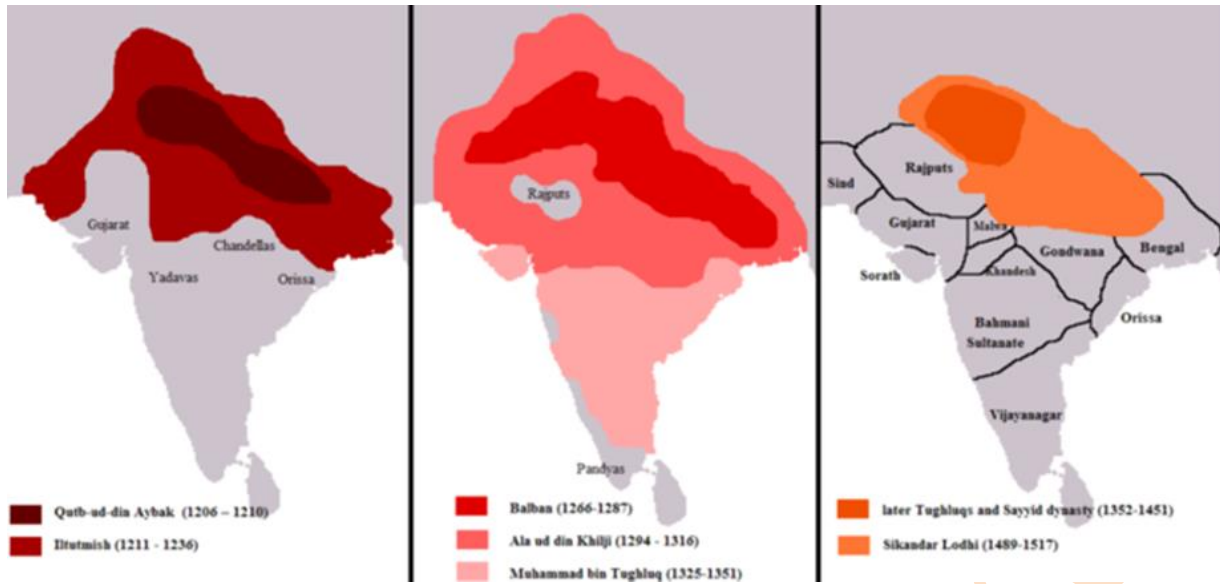 Gujarat
Chandellas
Yadavas
Orissa
Qutb-ud-din Aybak (1206 – 1210)
Iltutmish (1211 - 1236)
Rajputs
Pandyas
Balban (1266-1287)
Ala ud din Khilji (1294 - 1316)
Muhammad bin Tughluq (1325-1351)
Rajputs
Sind
Gujarat
Malwa
Gondwana
Bengal
Sorath
Khandesh
Bahmani
Sultanate
Orissa
Vijayanagar
later Tughluqs and Sayyid dynasty (1352-1451)
Sikandar Lodhi (1489-1517)